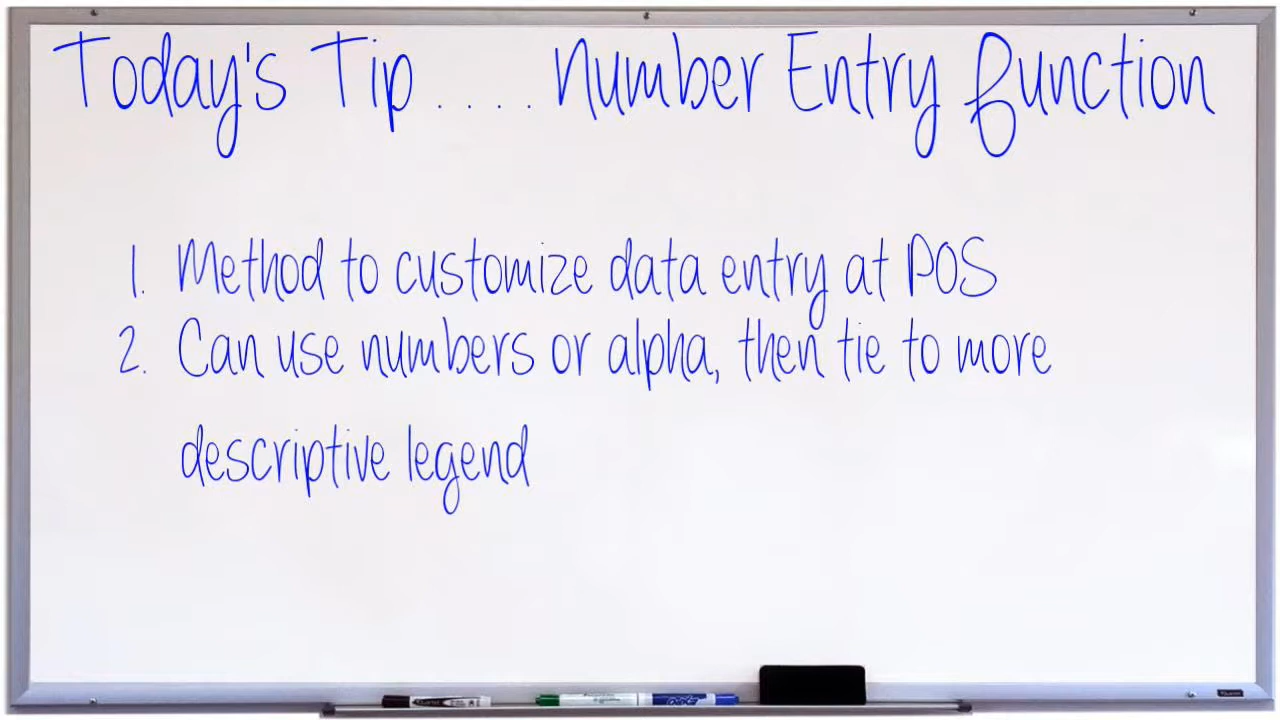 Today's Tip .... Number Entry Function
1. Method to customize data entry at POS
2. Can use numbers or alpha, then tie to more
descriptive legend